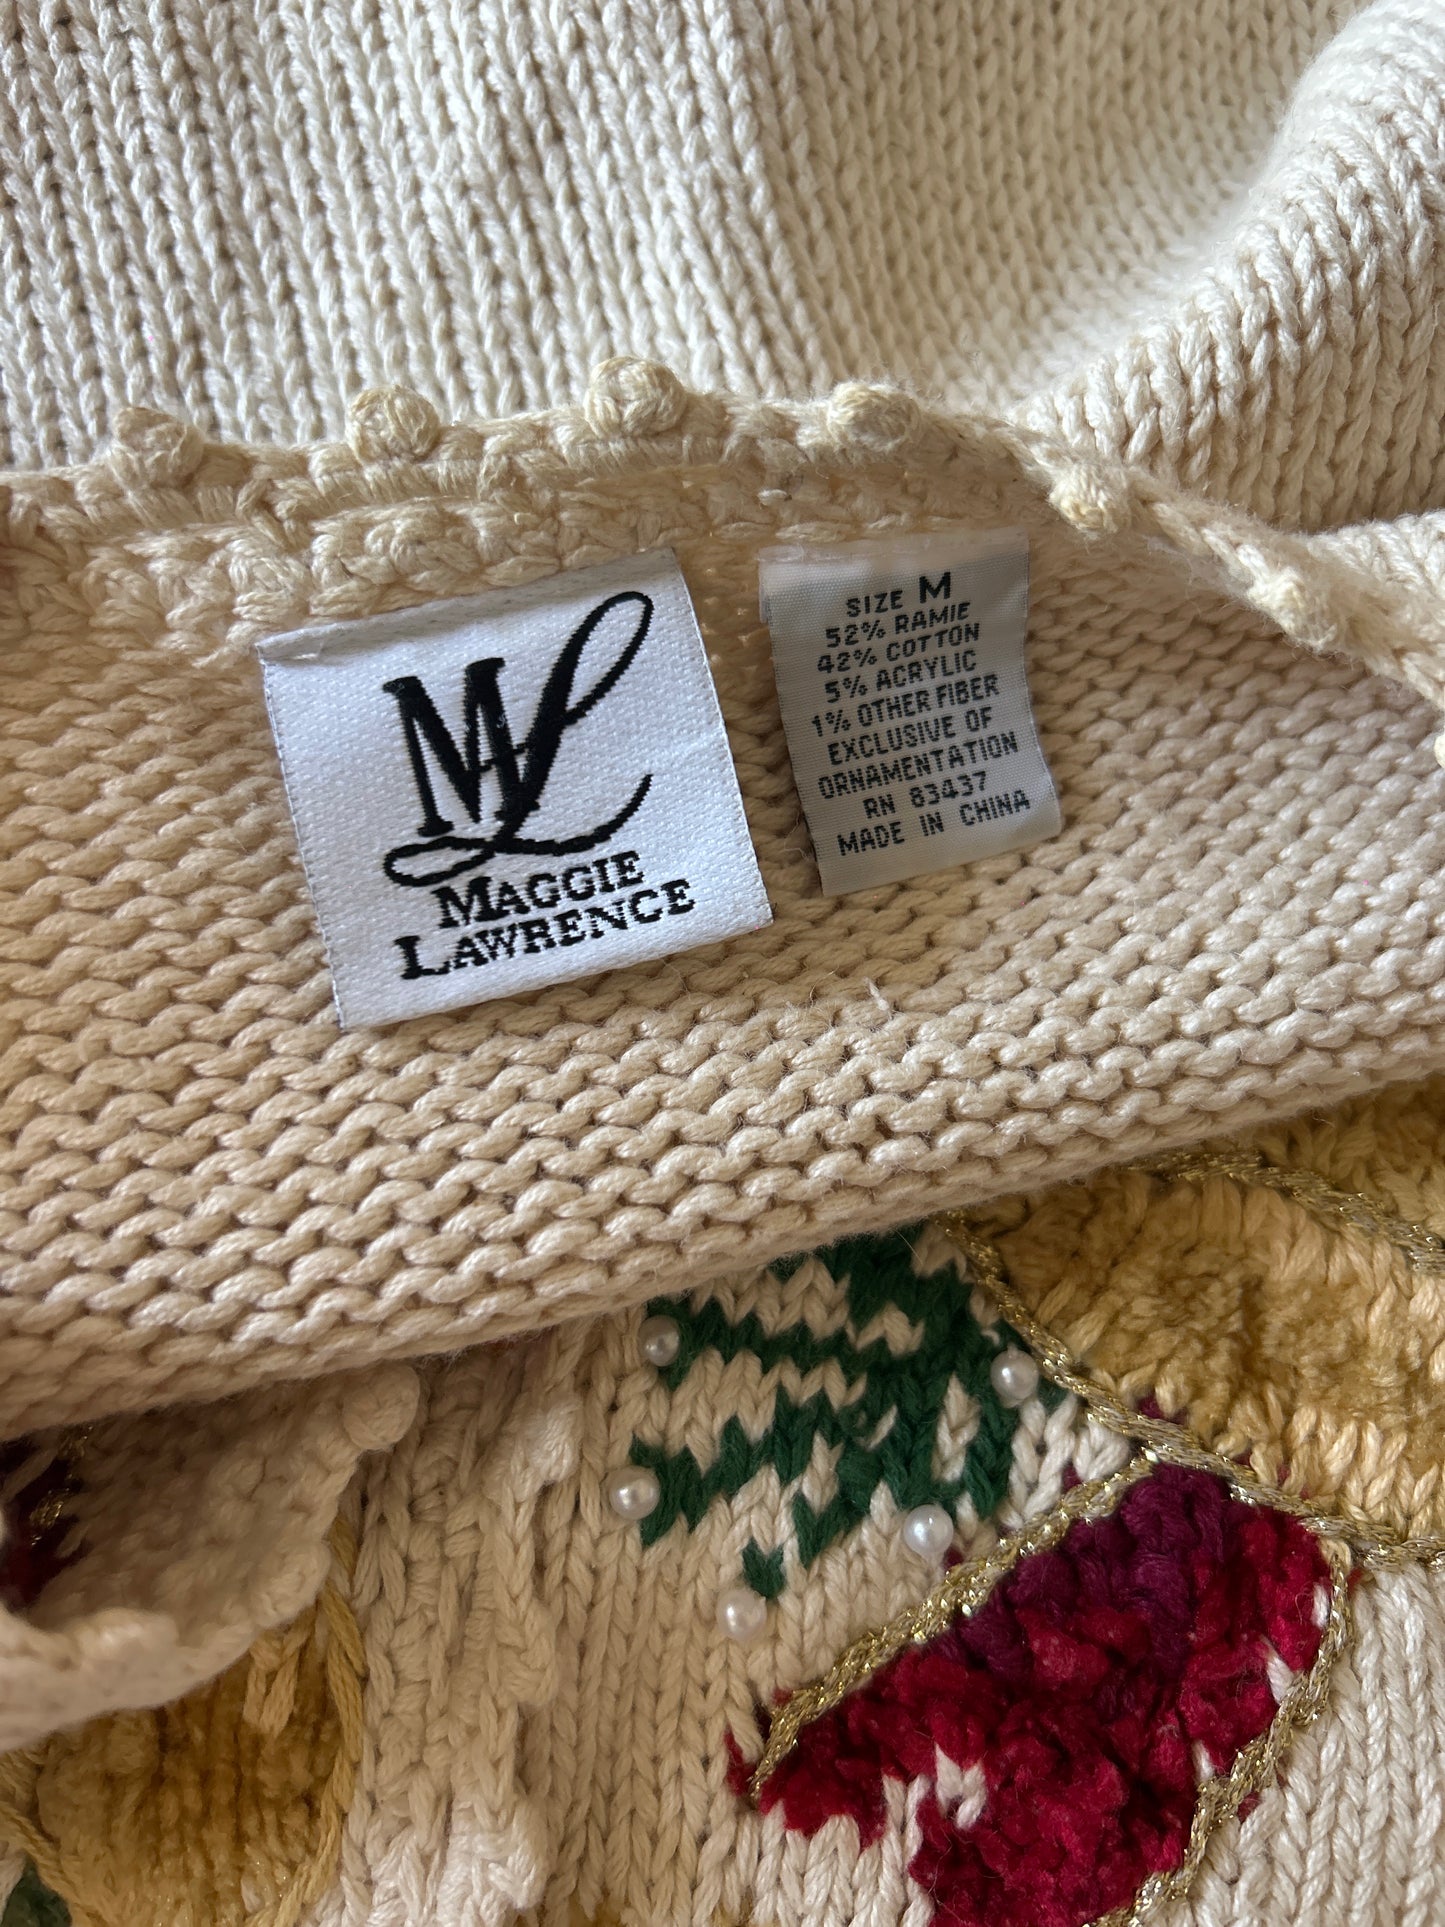 ML
MAGGIE
LAWRENCE
SIZE M
52% RAMIE
42% COTTON
5% ACRYLIC
1% OTHER FIBER
EXCLUSIVE OF
ORNAMENTATION
RN 83437
MADE IN CHINA